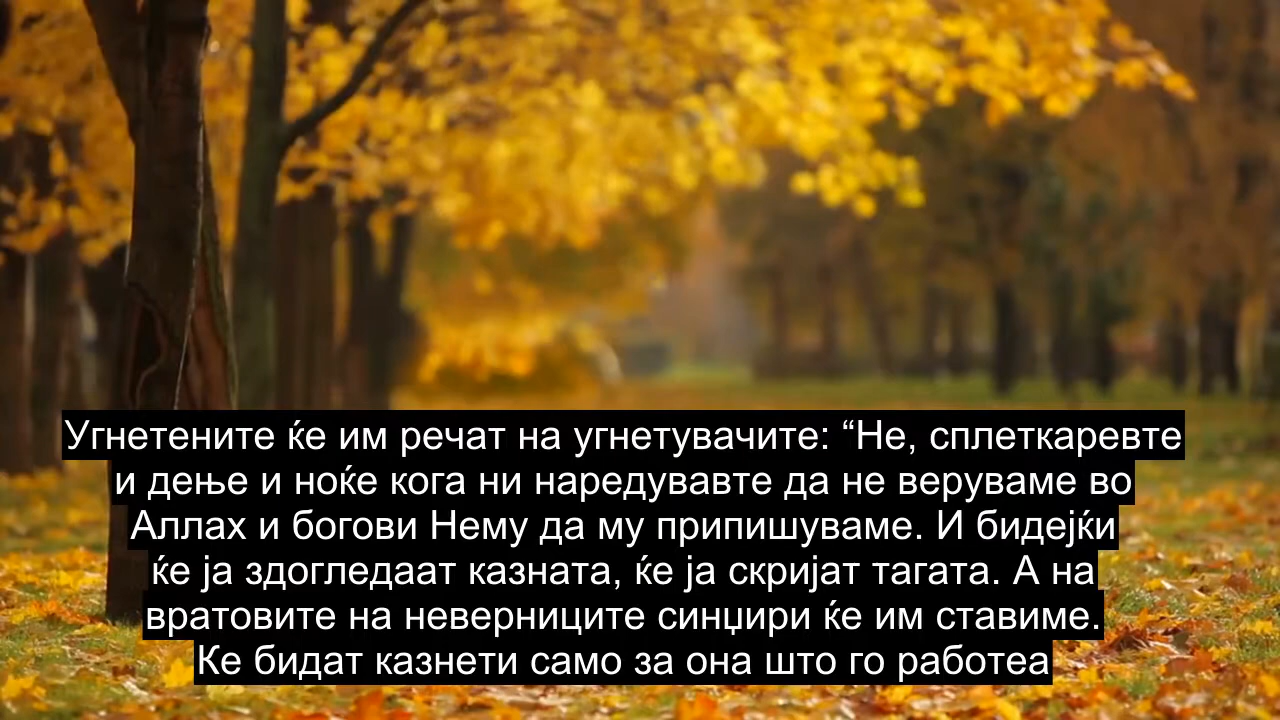 Угнетените ќе им речат на угнетувачите: “Не, сплеткаревте
и дење и ноќе кога ни наредувавте да не веруваме во
Аллах и богови Нему да му припишуваме. И бидејќи
ќе ја здогледаат казната, ќе ја скријат тагата. А на
вратовите на неверниците синџири ќе им ставиме.
Ке бидат казнети само за она што го работеа